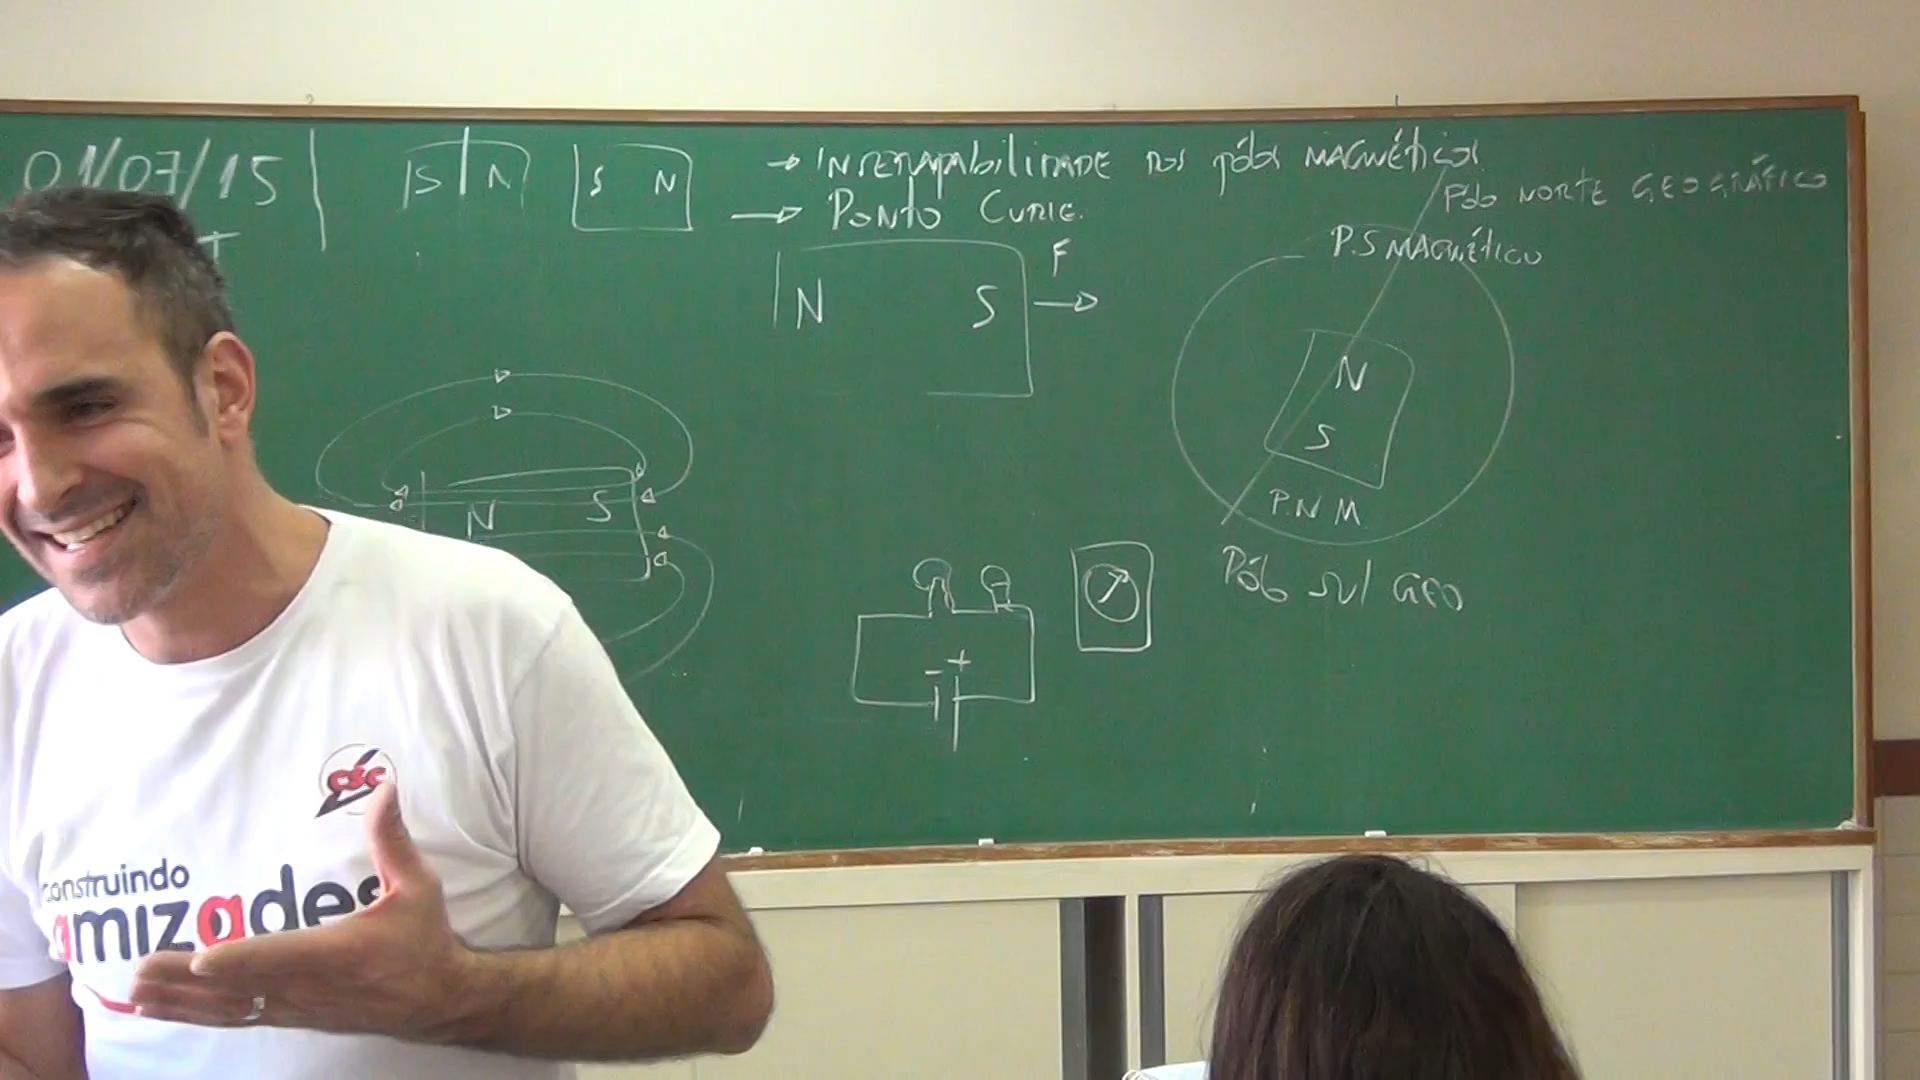 01/07/15
S N
S N
→ INSEPARAbILIDADE DOS PÓLOS MAGNÉTICOS
→ PONTO CURIE.
PÓLO NORTE GEOGRÁFICO
P.S MAGNÉTICO
F
N S
N
S
P.N M.
N S
PÓLO SUL GEO
- +
CSC
construindo
amizades